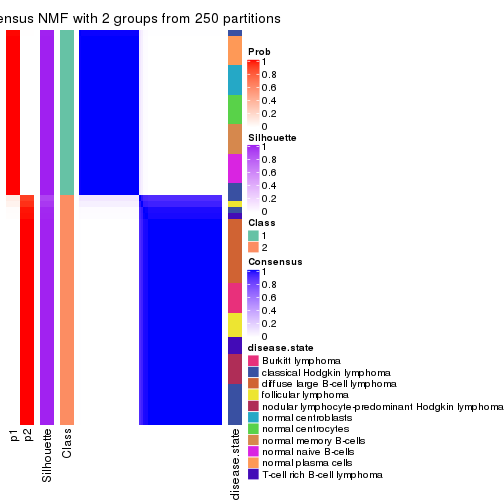 ensus NMF with 2 groups from 250 partitions
Prob
1
0.8
0.6
0.4
0.2
0
Silhouette
1
0.8
0.6
0.4
0.2
0
Class
1
2
Consensus
1
0.8
0.6
0.4
0.2
0
disease.state
Burkitt lymphoma
classical Hodgkin lymphoma
diffuse large B-cell lymphoma
follicular lymphoma
nodular lymphocyte-predominant Hodgkin lymphoma
normal centroblasts
normal centrocytes
normal memory B-cells
normal naive B-cells
normal plasma cells
T-cell rich B-cell lymphoma
p1
p2
Silhouette
Class
disease.state